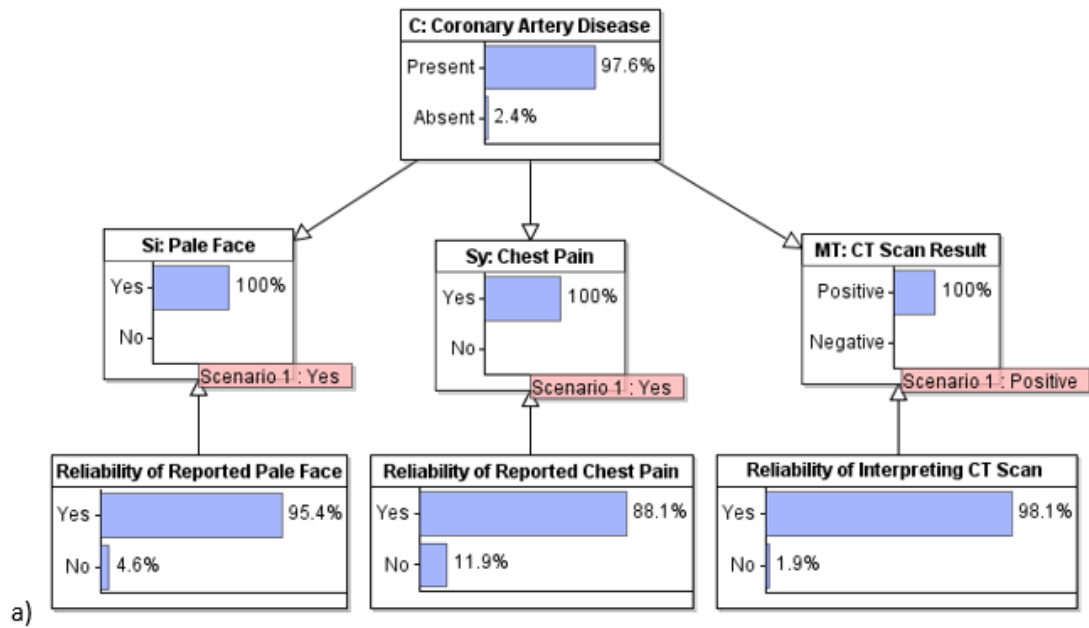 C: Coronary Artery Disease
Present
97.6%
Absent
2.4%
Si: Pale Face
Yes
100%
No
Scenario 1 : Yes
Sy: Chest Pain
Yes
100%
No
Scenario 1 : Yes
MT: CT Scan Result
Positive
100%
Negative
Scenario 1 : Positive
Reliability of Reported Pale Face
Yes
95.4%
No
4.6%
Reliability of Reported Chest Pain
Yes
88.1%
No
11.9%
Reliability of Interpreting CT Scan
Yes
98.1%
No
1.9%
a)